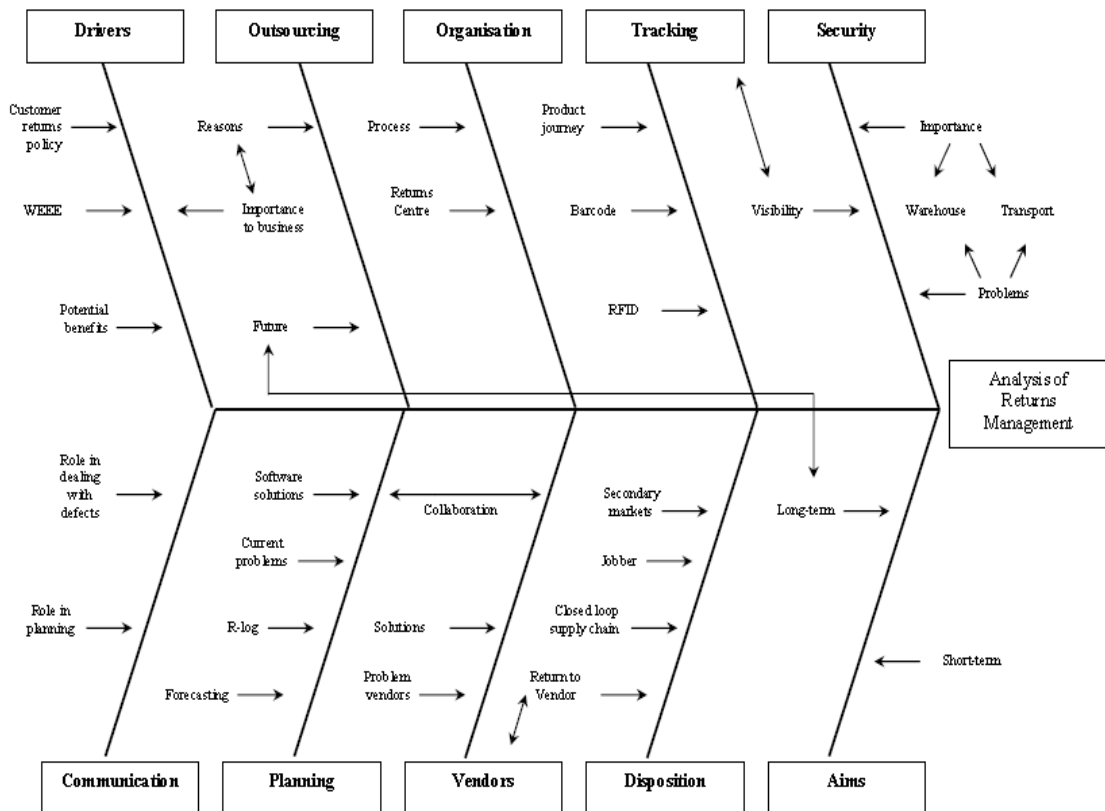 Drivers
Outsourcing
Organisation
Tracking
Security
Customer
returns
policy
Reasons
Process
Product
journey
Importance
WEEE
Importance
to business
Returns
Centre
Barcode
Visibility
Warehouse
Transport
Potential
benefits
Future
RFID
Problems
Analysis of
Returns
Management
Role in
dealing
with
defects
Software
solutions
Collaboration
Secondary
markets
Long-term
Current
problems
Jobber
Role in
planning
R-log
Solutions
Closed loop
supply chain
Short-term
Forecasting
Problem
vendors
Return to
Vendor
Communication
Planning
Vendors
Disposition
Aims